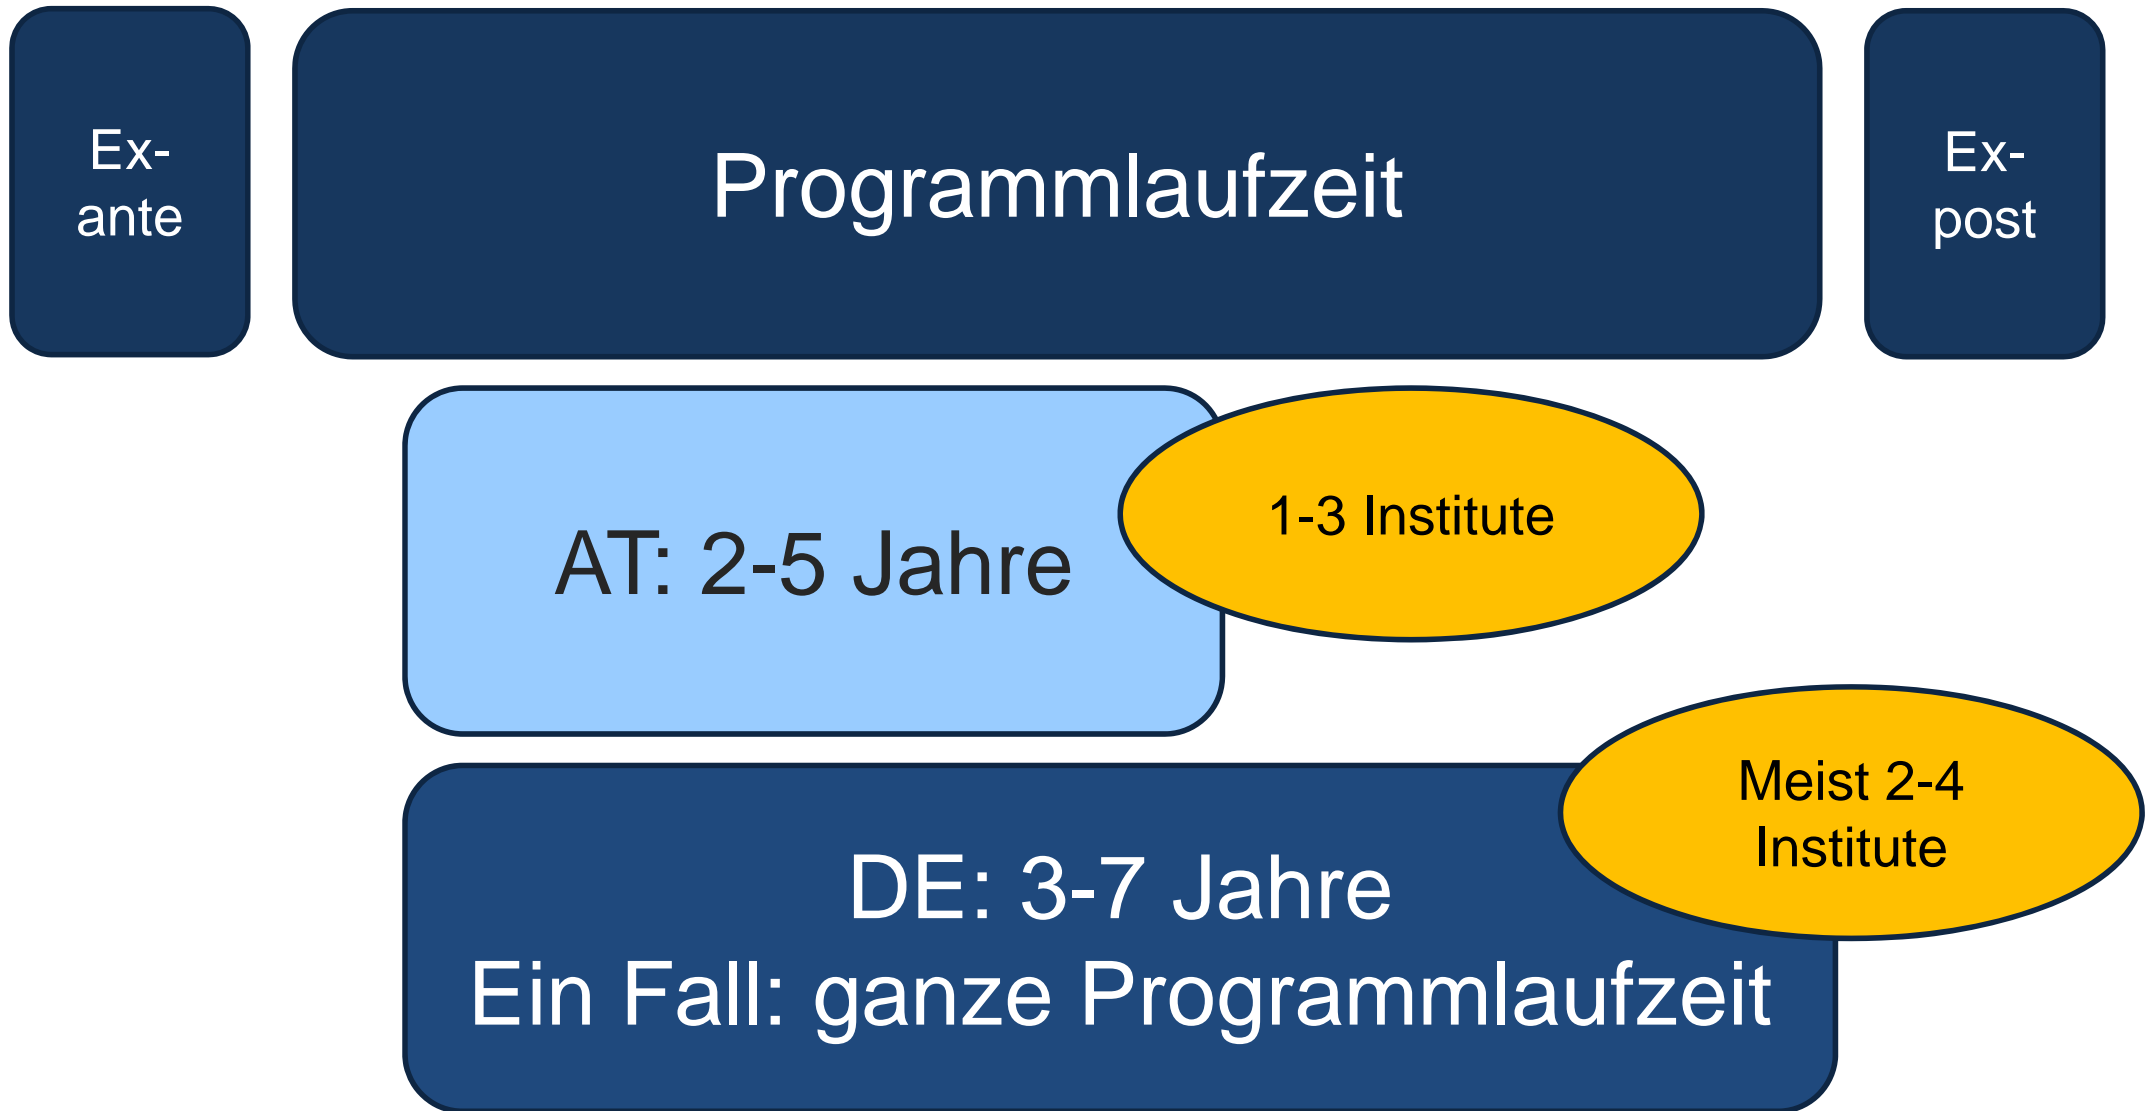 Ex-
ante
Programmlaufzeit
Ex-
post
AT: 2-5 Jahre
1-3 Institute
Meist 2-4
Institute
DE: 3-7 Jahre
Ein Fall: ganze Programmlaufzeit